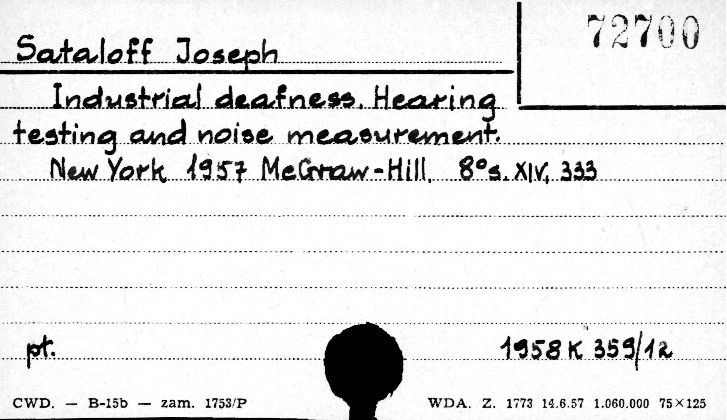 72700
Sataloff Joseph
Industrial deafness. Hearing
testing and noise measurement.
New York 1957 McGraw-Hill. 8° s. XIV, 333
pt. 1958 K 359/12
CWD. — B-15b — zam. 1753/P WDA. Z. 1773 14.6.57 1.060.000 75×125